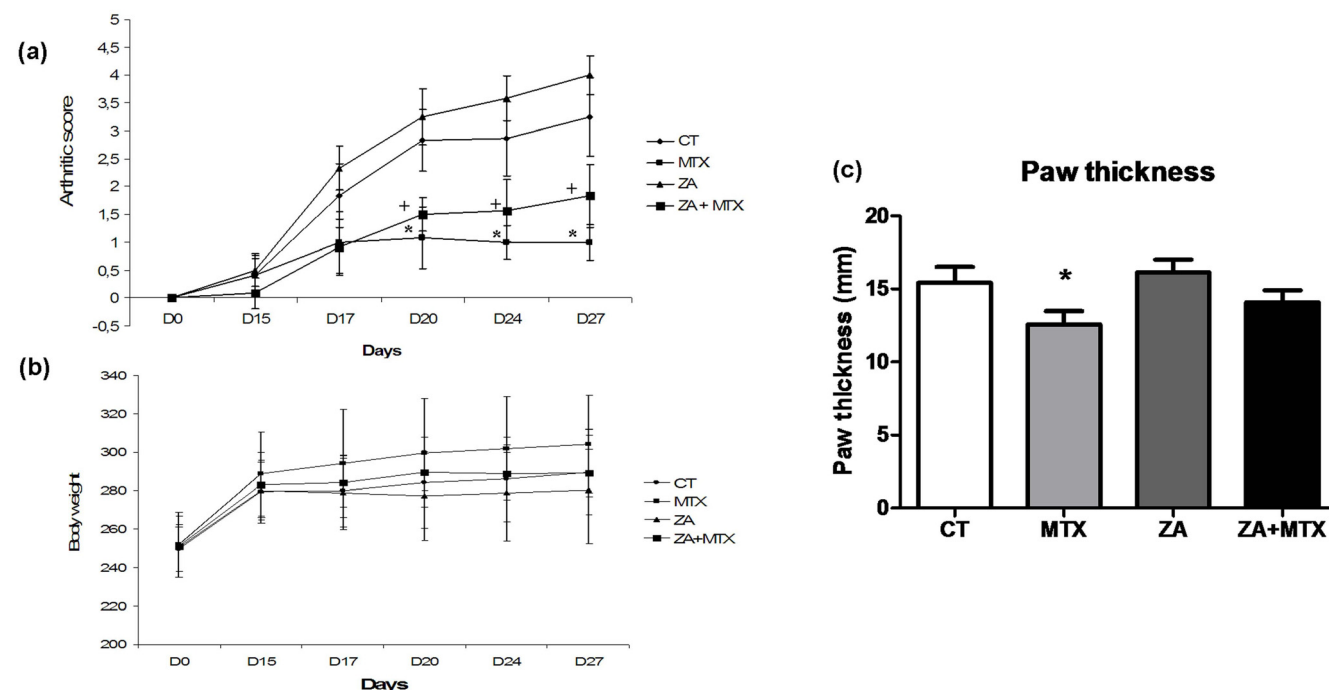 (a)
Arthritic score
5
4,5
4
3,5
3
2,5
2
1,5
1
0,5
0
-0,5
+ + +
* * *
D0 D15 D17 D20 D24 D27
Days
CT
MTX
ZA
ZA + MTX
(b)
Body weight
340
320
300
280
260
240
220
200
D0 D15 D17 D20 D24 D27
Days
CT
MTX
ZA
ZA+MTX
(c)
Paw thickness
Paw thickness (mm)
20
15
10
5
0
*
CT MTX ZA ZA+MTX